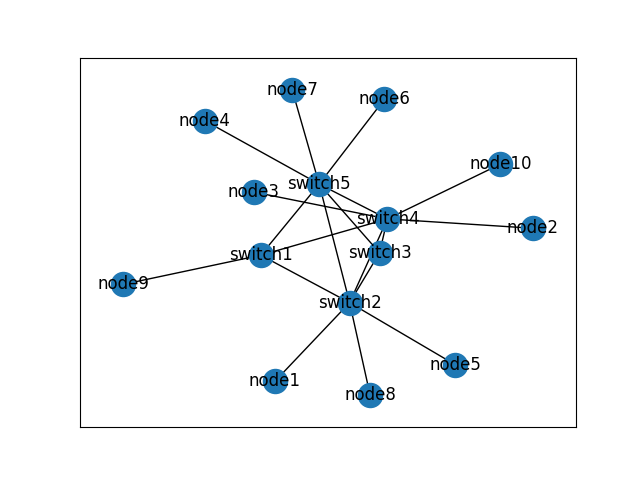 node7
node6
node4
node10
switch5
node3
switch4
node2
switch1
switch3
node9
switch2
node5
node1
node8